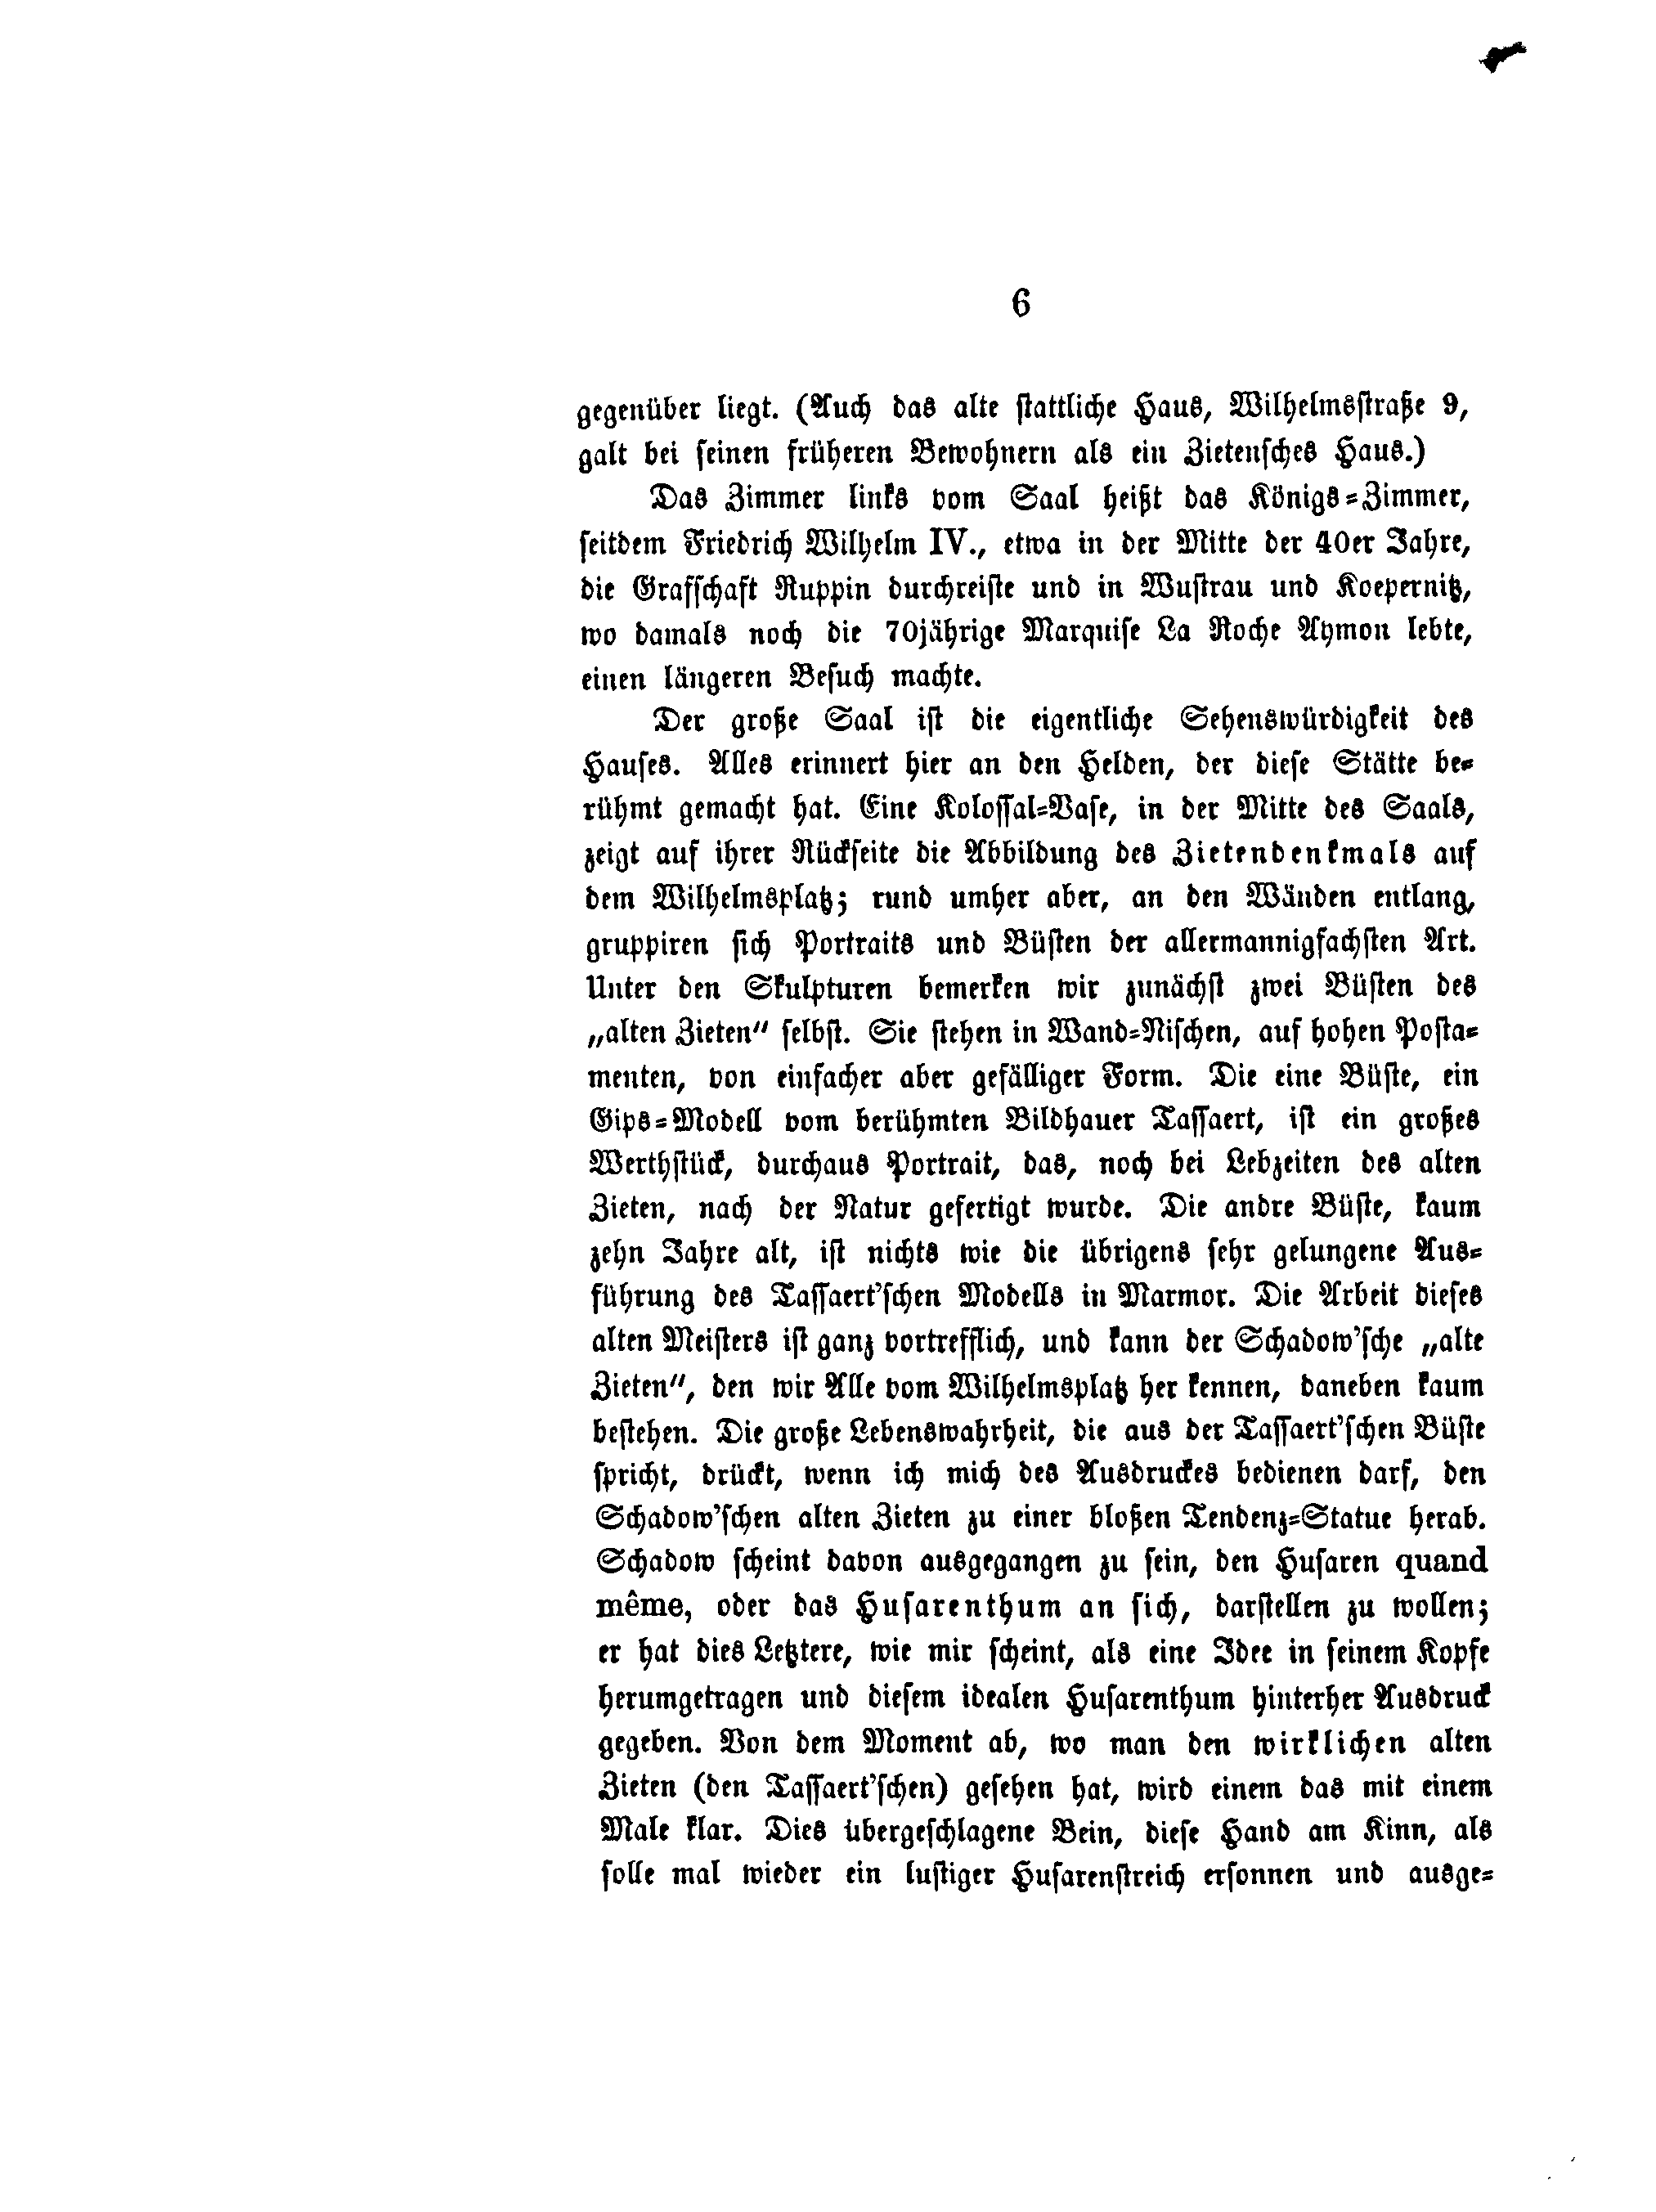 6
gegenüber liegt. (Auch das alte ſtattliche Haus, Wilhelmsſtraße 9,
galt bei ſeinen früheren Bewohnern als ein Zietenſches Haus.)
Das Zimmer links vom Saal heißt das Königs-Zimmer,
ſeitdem Friedrich Wilhelm IV., etwa in der Mitte der 40er Jahre,
die Grafſchaft Ruppin durchreiſte und in Wuſtrau und Koepernitz,
wo damals noch die 70jährige Marquiſe La Roche Aymon lebte,
einen längeren Beſuch machte.
Der große Saal iſt die eigentliche Sehenswürdigkeit des
Hauſes. Alles erinnert hier an den Helden, der dieſe Stätte be-
rühmt gemacht hat. Eine Koloſſal-Vaſe, in der Mitte des Saals,
zeigt auf ihrer Rückſeite die Abbildung des Zietendenkmals auf
dem Wilhelmsplatz; rund umher aber, an den Wänden entlang,
gruppiren ſich Portraits und Büſten der allermannigfachſten Art.
Unter den Skulpturen bemerken wir zunächſt zwei Büſten des
„alten Zieten“ ſelbſt. Sie ſtehen in Wand-Niſchen, auf hohen Poſta-
menten, von einfacher aber gefälliger Form. Die eine Büſte, ein
Gips-Modell vom berühmten Bildhauer Taſſaert, iſt ein großes
Werthſtück, durchaus Portrait, das, noch bei Lebzeiten des alten
Zieten, nach der Natur gefertigt wurde. Die andre Büſte, kaum
zehn Jahre alt, iſt nichts wie die übrigens ſehr gelungene Aus-
führung des Taſſaert’ſchen Modells in Marmor. Die Arbeit dieſes
alten Meiſters iſt ganz vortrefflich, und kann der Schadow’ſche „alte
Zieten“, den wir Alle vom Wilhelmsplatz her kennen, daneben kaum
beſtehen. Die große Lebenswahrheit, die aus der Taſſaert’ſchen Büſte
ſpricht, drückt, wenn ich mich des Ausdruckes bedienen darf, den
Schadow’ſchen alten Zieten zu einer bloßen Tendenz-Statue herab.
Schadow ſcheint davon ausgegangen zu ſein, den Huſaren quand
même, oder das Huſarenthum an ſich, darſtellen zu wollen;
er hat dies Letztere, wie mir ſcheint, als eine Idee in ſeinem Kopfe
herumgetragen und dieſem idealen Huſarenthum hinterher Ausdruck
gegeben. Von dem Moment ab, wo man den wirklichen alten
Zieten (den Taſſaert’ſchen) geſehen hat, wird einem das mit einem
Male klar. Dies übergeſchlagene Bein, dieſe Hand am Kinn, als
ſolle mal wieder ein luſtiger Huſarenſtreich erſonnen und ausge-